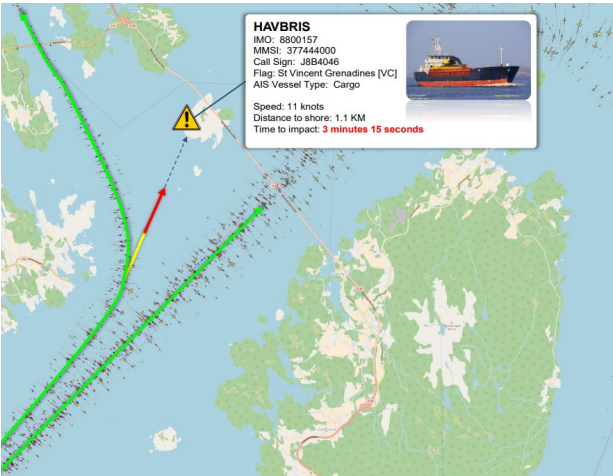 HAVBRIS
IMO: 8800157
MMSI: 377444000
Call Sign: J8B4046
Flag: St Vincent Grenadines [VC]
AIS Vessel Type: Cargo
Speed: 11 knots
Distance to shore: 1.1 KM
Time to impact: 3 minutes 15 seconds